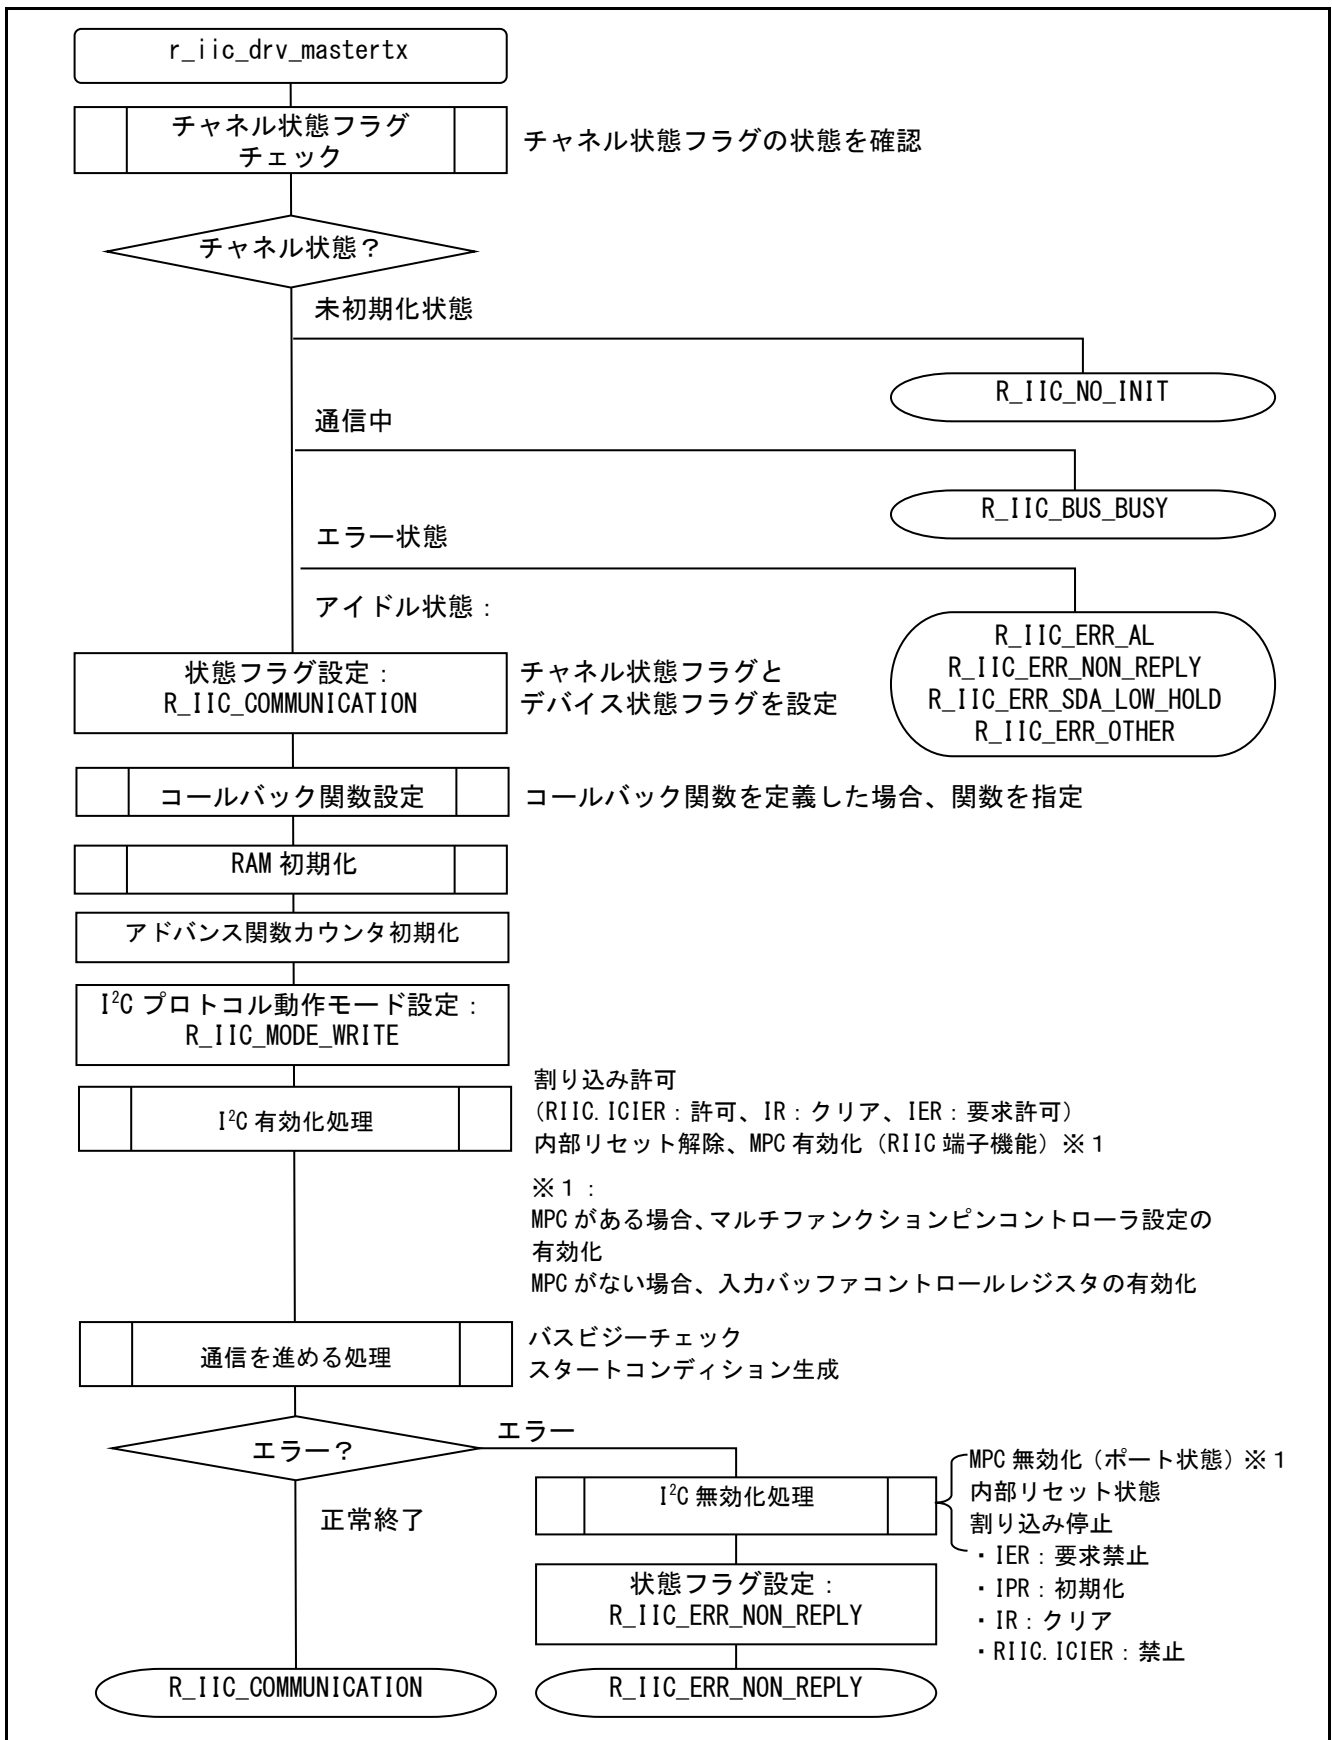 r_iic_drv_mastertx
チャネル状態フラグ
チェック
チャネル状態フラグの状態を確認
チャネル状態？
未初期化状態
R_IIC_NO_INIT
通信中
R_IIC_BUS_BUSY
エラー状態
アイドル状態：
R_IIC_ERR_AL
R_IIC_ERR_NON_REPLY
R_IIC_ERR_SDA_LOW_HOLD
R_IIC_ERR_OTHER
状態フラグ設定：
R_IIC_COMMUNICATION
チャネル状態フラグと
デバイス状態フラグを設定
コールバック関数設定
コールバック関数を定義した場合、関数を指定
RAM 初期化
アドバンス関数カウンタ初期化
I²C プロトコル動作モード設定：
R_IIC_MODE_WRITE
I²C 有効化処理
割り込み許可
（RIIC.ICIER：許可、IR：クリア、IER：要求許可）
内部リセット解除、MPC 有効化（RIIC 端子機能）※１
※１：
MPC がある場合、マルチファンクションピンコントローラ設定の
有効化
MPC がない場合、入力バッファコントロールレジスタの有効化
通信を進める処理
バスビジーチェック
スタートコンディション生成
エラー？
エラー
正常終了
I²C 無効化処理
MPC 無効化（ポート状態）※１
内部リセット状態
割り込み停止
・IER：要求禁止
・IPR：初期化
・IR：クリア
・RIIC.ICIER：禁止
状態フラグ設定：
R_IIC_ERR_NON_REPLY
R_IIC_COMMUNICATION
R_IIC_ERR_NON_REPLY